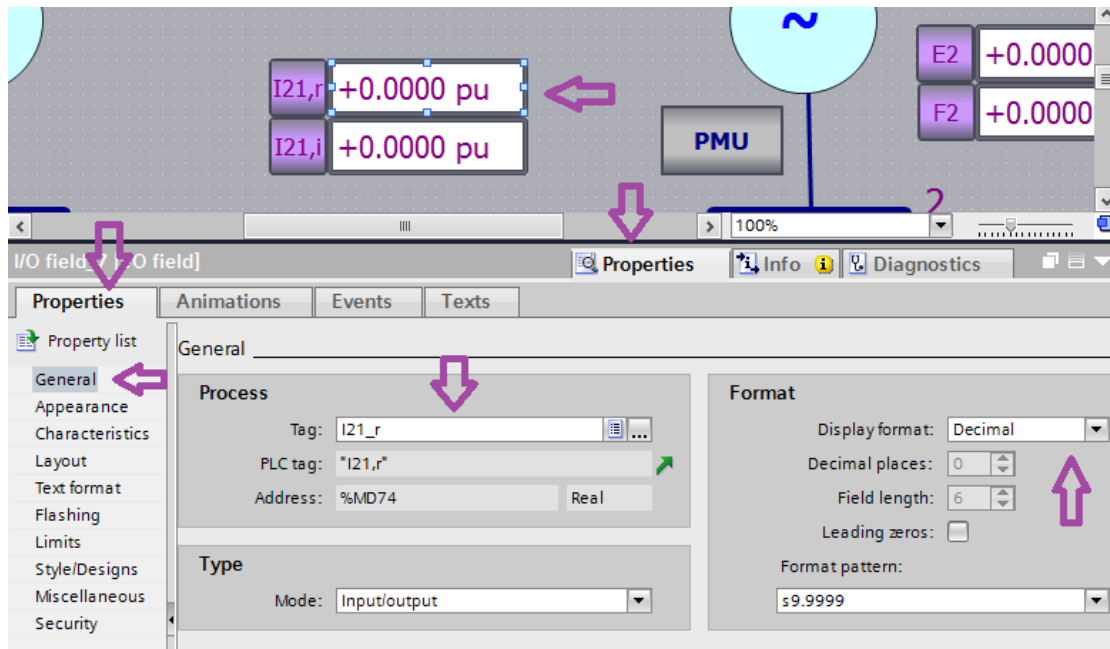 ~
I21,r +0.0000 pu
I21,i +0.0000 pu
E2 +0.0000
F2 +0.0000
PMU
2
100%
Properties Info Diagnostics
Properties Animations Events Texts
Property list
General
Appearance
Characteristics
Layout
Text format
Flashing
Limits
Style/Designs
Miscellaneous
Security
General
Process
Tag: I21_r ...
PLC tag: "I21,r"
Address: %MD74 Real
Type
Mode: Input/output
Format
Display format: Decimal
Decimal places: 0
Field length: 6
Leading zeros:
Format pattern:
s9.9999